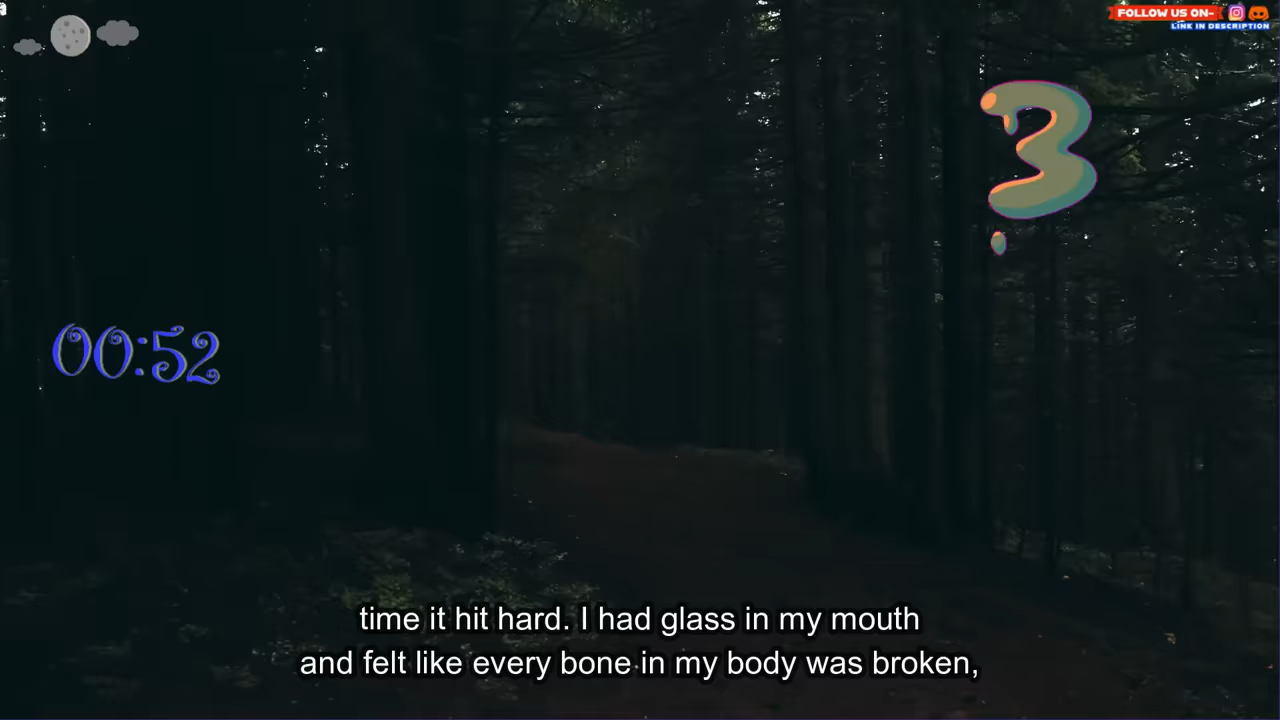 FOLLOW US ON-
LINK IN DESCRIPTION
3
00:52
time it hit hard. I had glass in my mouth
and felt like every bone in my body was broken,